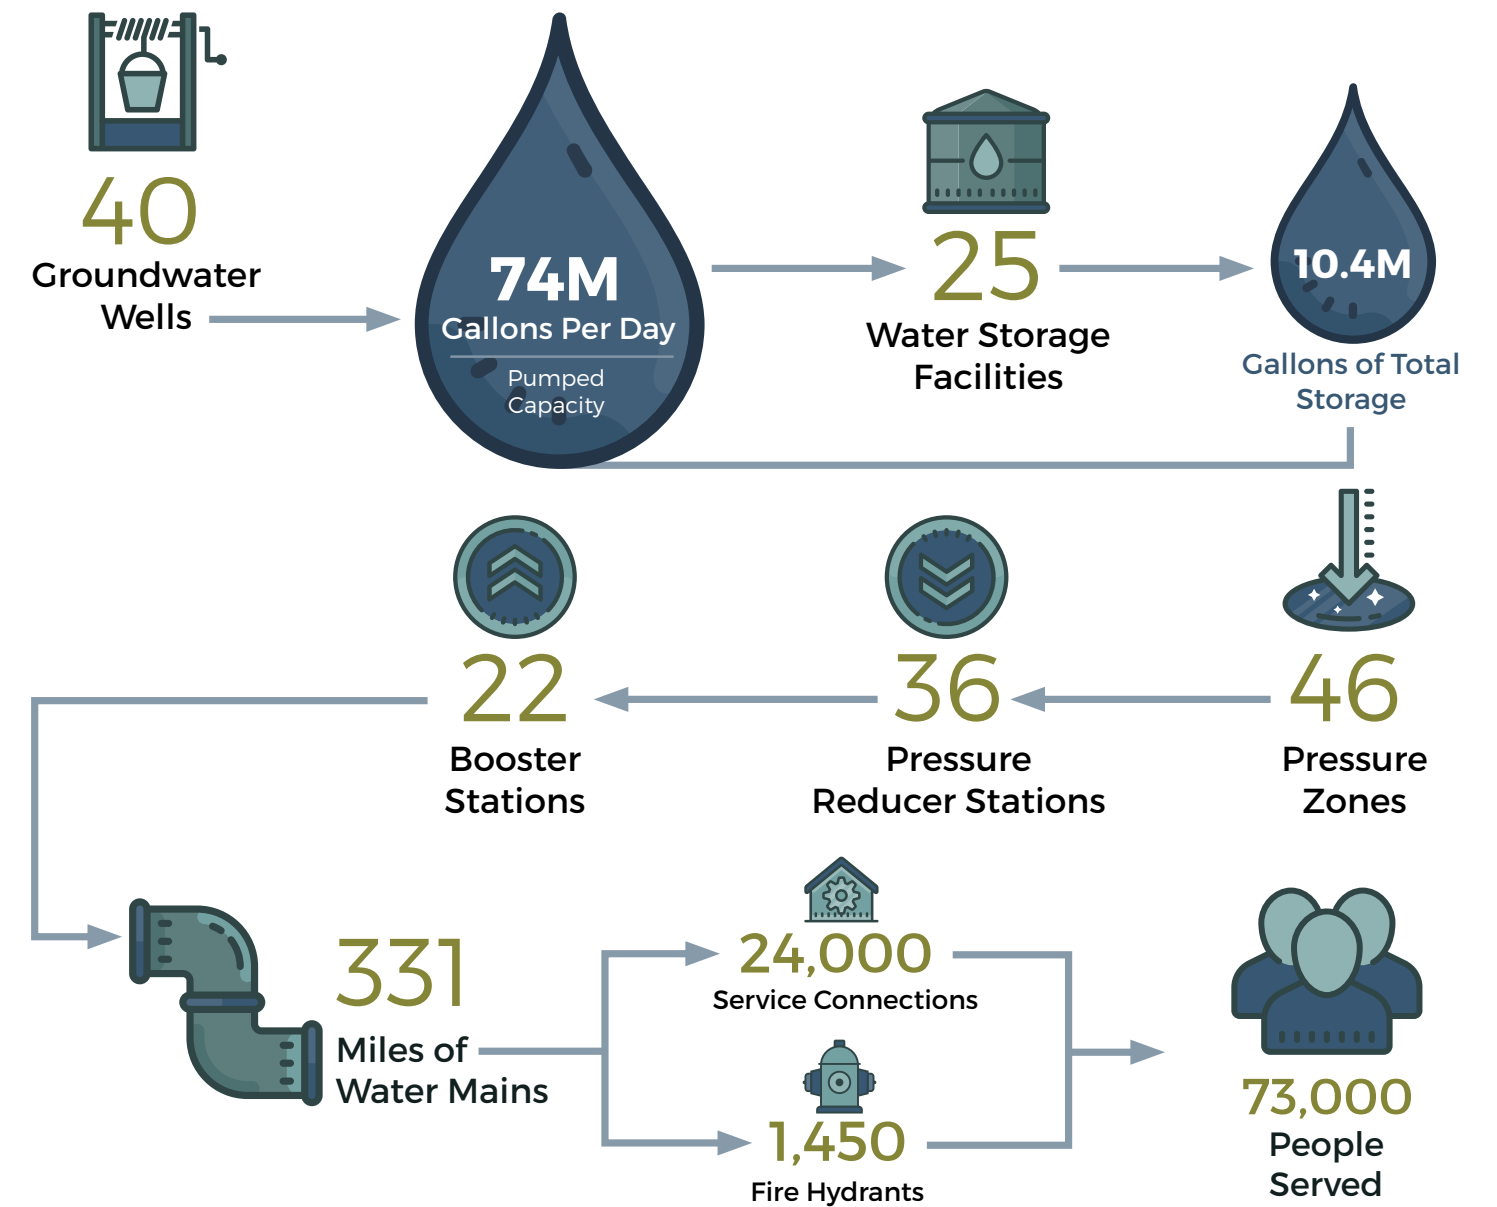 40
Groundwater
Wells
74M
Gallons Per Day
Pumped
Capacity
25
Water Storage
Facilities
10.4M
Gallons of Total
Storage
46
Pressure
Zones
36
Pressure
Reducer Stations
22
Booster
Stations
331
Miles of
Water Mains
24,000
Service Connections
1,450
Fire Hydrants
73,000
People
Served